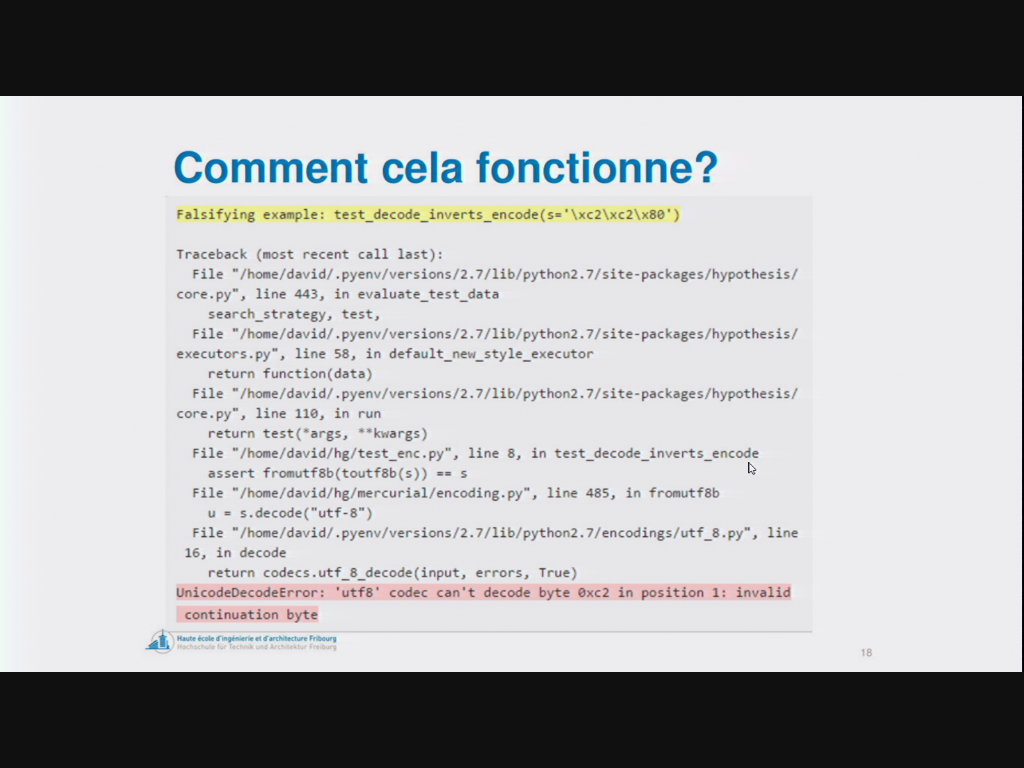 Comment cela fonctionne?
Falsifying example: test_decode_inverts_encode(s='\xc2\xc2\x80')
Traceback (most recent call last):
File "/home/david/.pyenv/versions/2.7/lib/python2.7/site-packages/hypothesis/
core.py", line 443, in evaluate_test_data
search_strategy, test,
File "/home/david/.pyenv/versions/2.7/lib/python2.7/site-packages/hypothesis/
executors.py", line 58, in default_new_style_executor
return function(data)
File "/home/david/.pyenv/versions/2.7/lib/python2.7/site-packages/hypothesis/
core.py", line 110, in run
return test(*args, **kwargs)
File "/home/david/hg/test_enc.py", line 8, in test_decode_inverts_encode
assert fromutf8b(toutf8b(s)) == s
File "/home/david/hg/mercurial/encoding.py", line 485, in fromutf8b
u = s.decode("utf-8")
File "/home/david/.pyenv/versions/2.7/lib/python2.7/encodings/utf_8.py", line
16, in decode
return codecs.utf_8_decode(input, errors, True)
UnicodeDecodeError: 'utf8' codec can't decode byte 0xc2 in position 1: invalid
continuation byte
Haute école d'ingénierie et d'architecture Fribourg
Hochschule für Technik und Architektur Freiburg
18